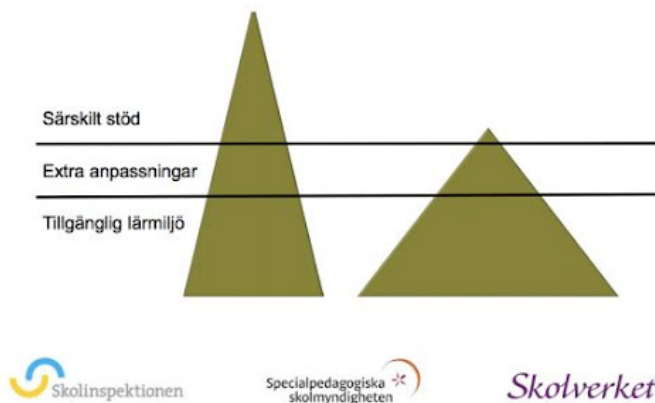 Särskilt stöd
Extra anpassningar
Tillgänglig lärmiljö
Skolinspektionen
Specialpedagogiska
skolmyndigheten
Skolverket